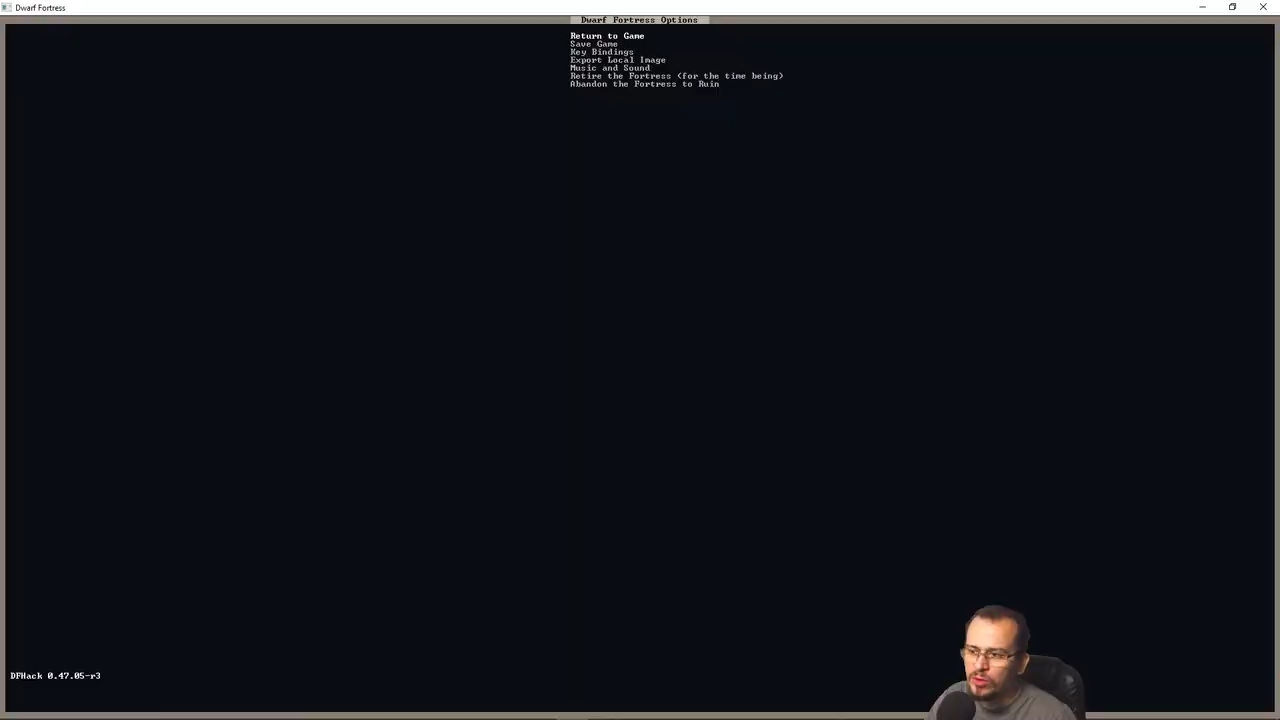 Dwarf Fortress
Dwarf Fortress Options
Return to Game
Save Game
Key Bindings
Export Local Image
Music and Sound
Retire the Fortress (for the time being)
Abandon the Fortress to Ruin
DFHack 0.47.05-r3